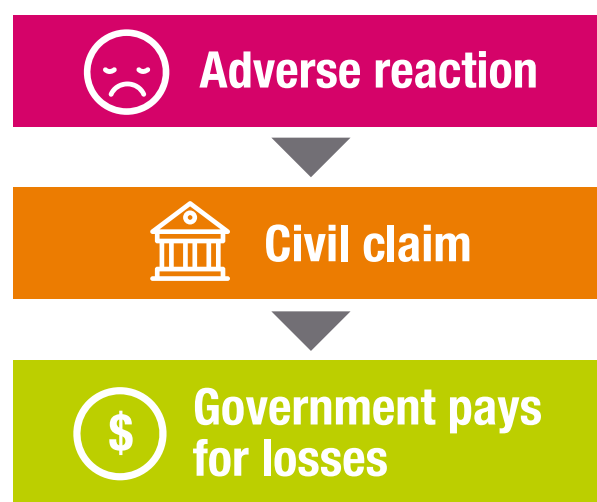 Adverse reaction
Civil claim
$
Government pays
for losses